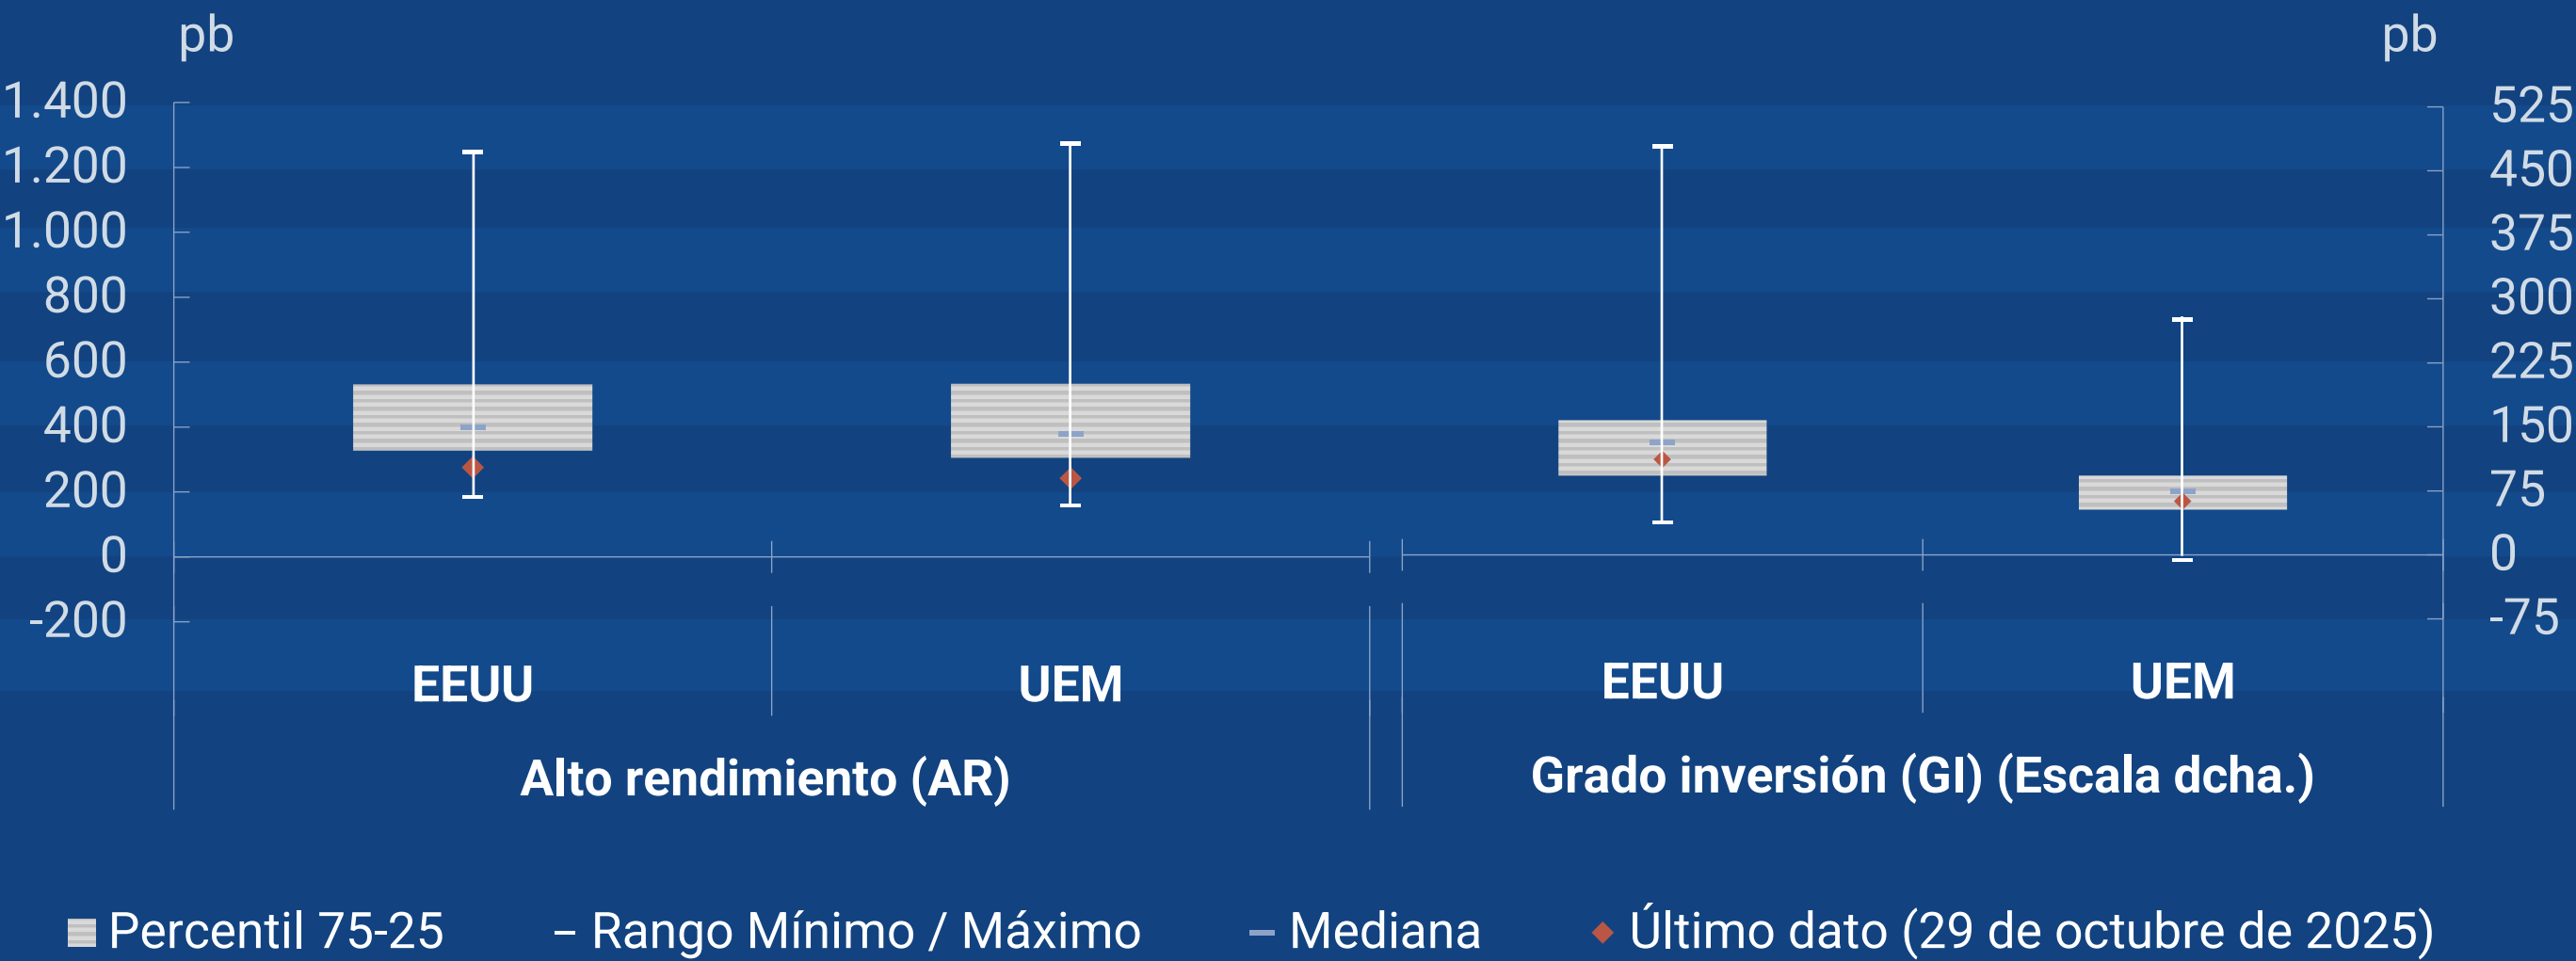 pb
pb
1.400
1.200
1.000
800
600
400
200
0
-200
525
450
375
300
225
150
75
0
-75
EEUU
UEM
EEUU
UEM
Alto rendimiento (AR)
Grado inversión (GI) (Escala dcha.)
Percentil 75-25
Rango Mínimo / Máximo
Mediana
Último dato (29 de octubre de 2025)